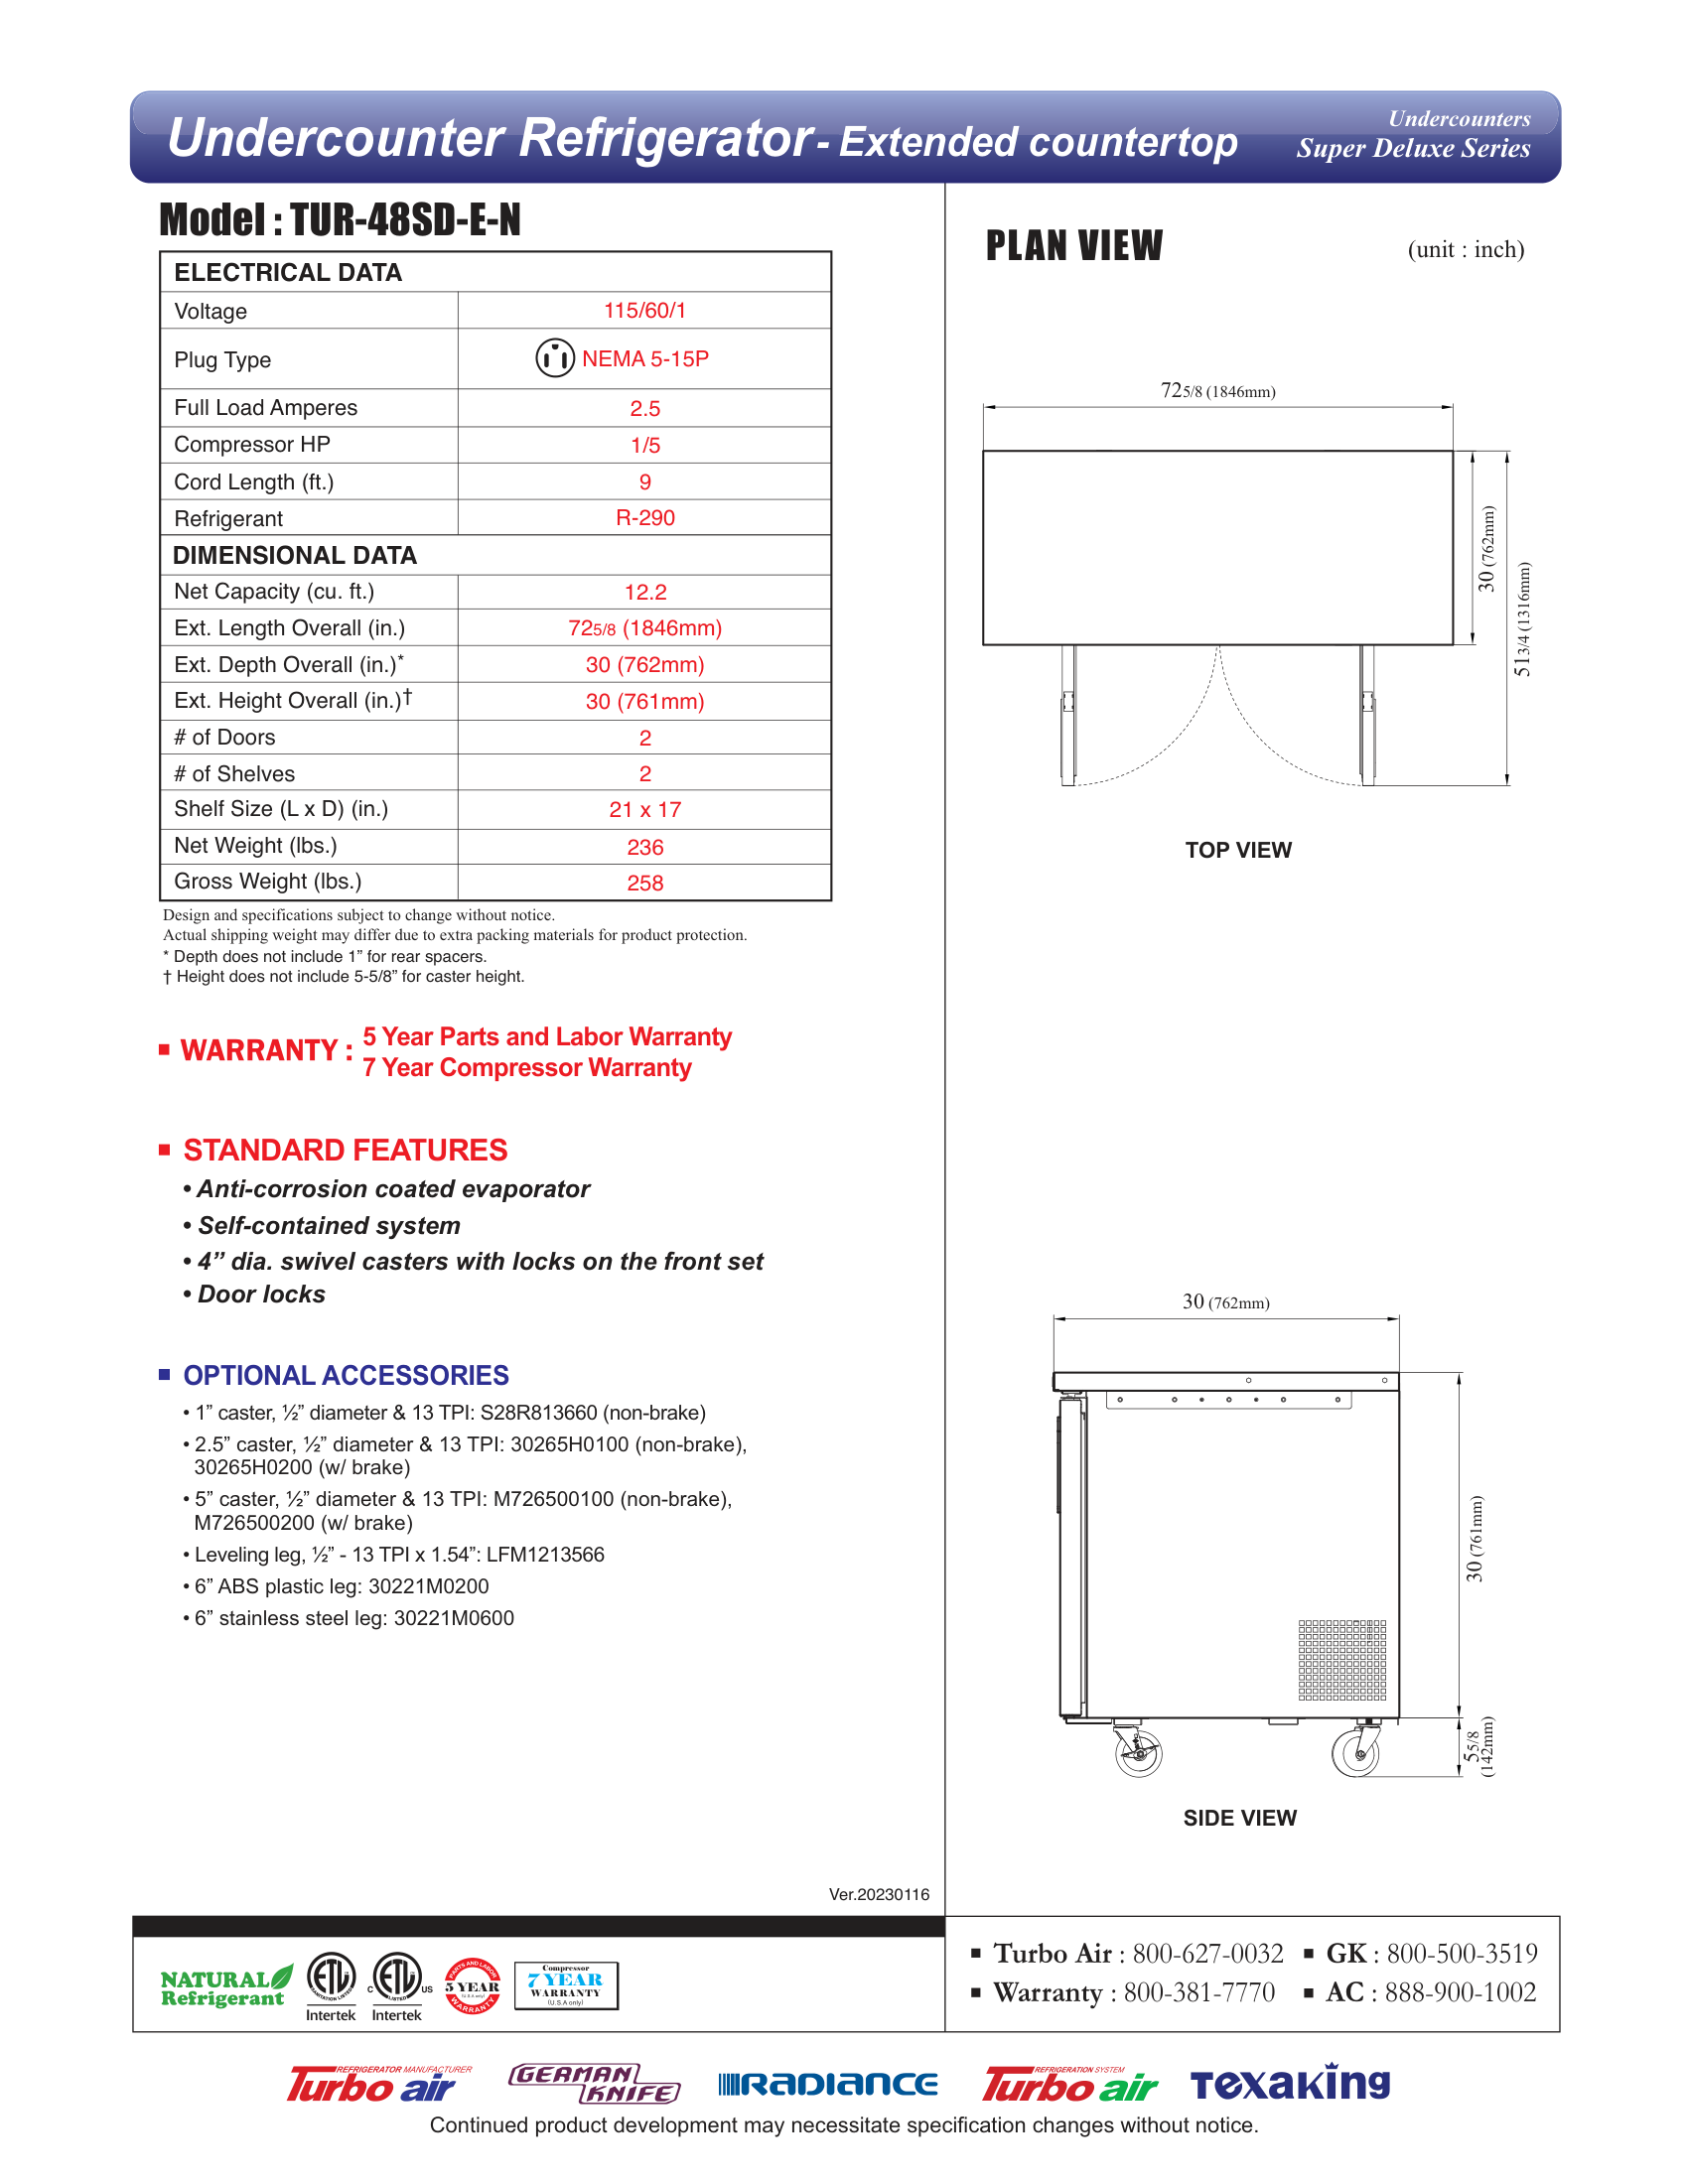 Undercounter Refrigerator- Extended countertop
Undercounters
Super Deluxe Series
Model : TUR-48SD-E-N
ELECTRICAL DATA
Voltage 115/60/1
Plug Type NEMA 5-15P
Full Load Amperes 2.5
Compressor HP 1/5
Cord Length (ft.) 9
Refrigerant R-290
DIMENSIONAL DATA
Net Capacity (cu. ft.) 12.2
Ext. Length Overall (in.) 725/8 (1846mm)
Ext. Depth Overall (in.)* 30 (762mm)
Ext. Height Overall (in.)† 30 (761mm)
# of Doors 2
# of Shelves 2
Shelf Size (L x D) (in.) 21 x 17
Net Weight (lbs.) 236
Gross Weight (lbs.) 258
Design and specifications subject to change without notice.
Actual shipping weight may differ due to extra packing materials for product protection.
* Depth does not include 1” for rear spacers.
† Height does not include 5-5/8” for caster height.
▪ WARRANTY : 5 Year Parts and Labor Warranty
7 Year Compressor Warranty
▪ STANDARD FEATURES
• Anti-corrosion coated evaporator
• Self-contained system
• 4” dia. swivel casters with locks on the front set
• Door locks
▪ OPTIONAL ACCESSORIES
• 1” caster, ½” diameter & 13 TPI: S28R813660 (non-brake)
• 2.5” caster, ½” diameter & 13 TPI: 30265H0100 (non-brake),
30265H0200 (w/ brake)
• 5” caster, ½” diameter & 13 TPI: M726500100 (non-brake),
M726500200 (w/ brake)
• Leveling leg, ½” - 13 TPI x 1.54”: LFM1213566
• 6” ABS plastic leg: 30221M0200
• 6” stainless steel leg: 30221M0600
Ver.20230116
PLAN VIEW
(unit : inch)
725/8 (1846mm)
30 (762mm)
513/4 (1316mm)
TOP VIEW
30 (762mm)
30 (761mm)
55/8
(142mm)
SIDE VIEW
NATURAL
Refrigerant
ETL
SANITATION LISTED
Intertek
C ETL US
LISTED
Intertek
PARTS AND LABOR
5 YEAR
(U.S.A only)
WARRANTY
Compressor
7 YEAR
WARRANTY
(U.S.A only)
▪ Turbo Air : 800-627-0032 ▪ GK : 800-500-3519
▪ Warranty : 800-381-7770 ▪ AC : 888-900-1002
REFRIGERATOR MANUFACTURER
Turbo air
GERMAN
KNIFE
RADIANCE
REFRIGERATION SYSTEM
Turbo air
TEXAKING
Continued product development may necessitate specification changes without notice.